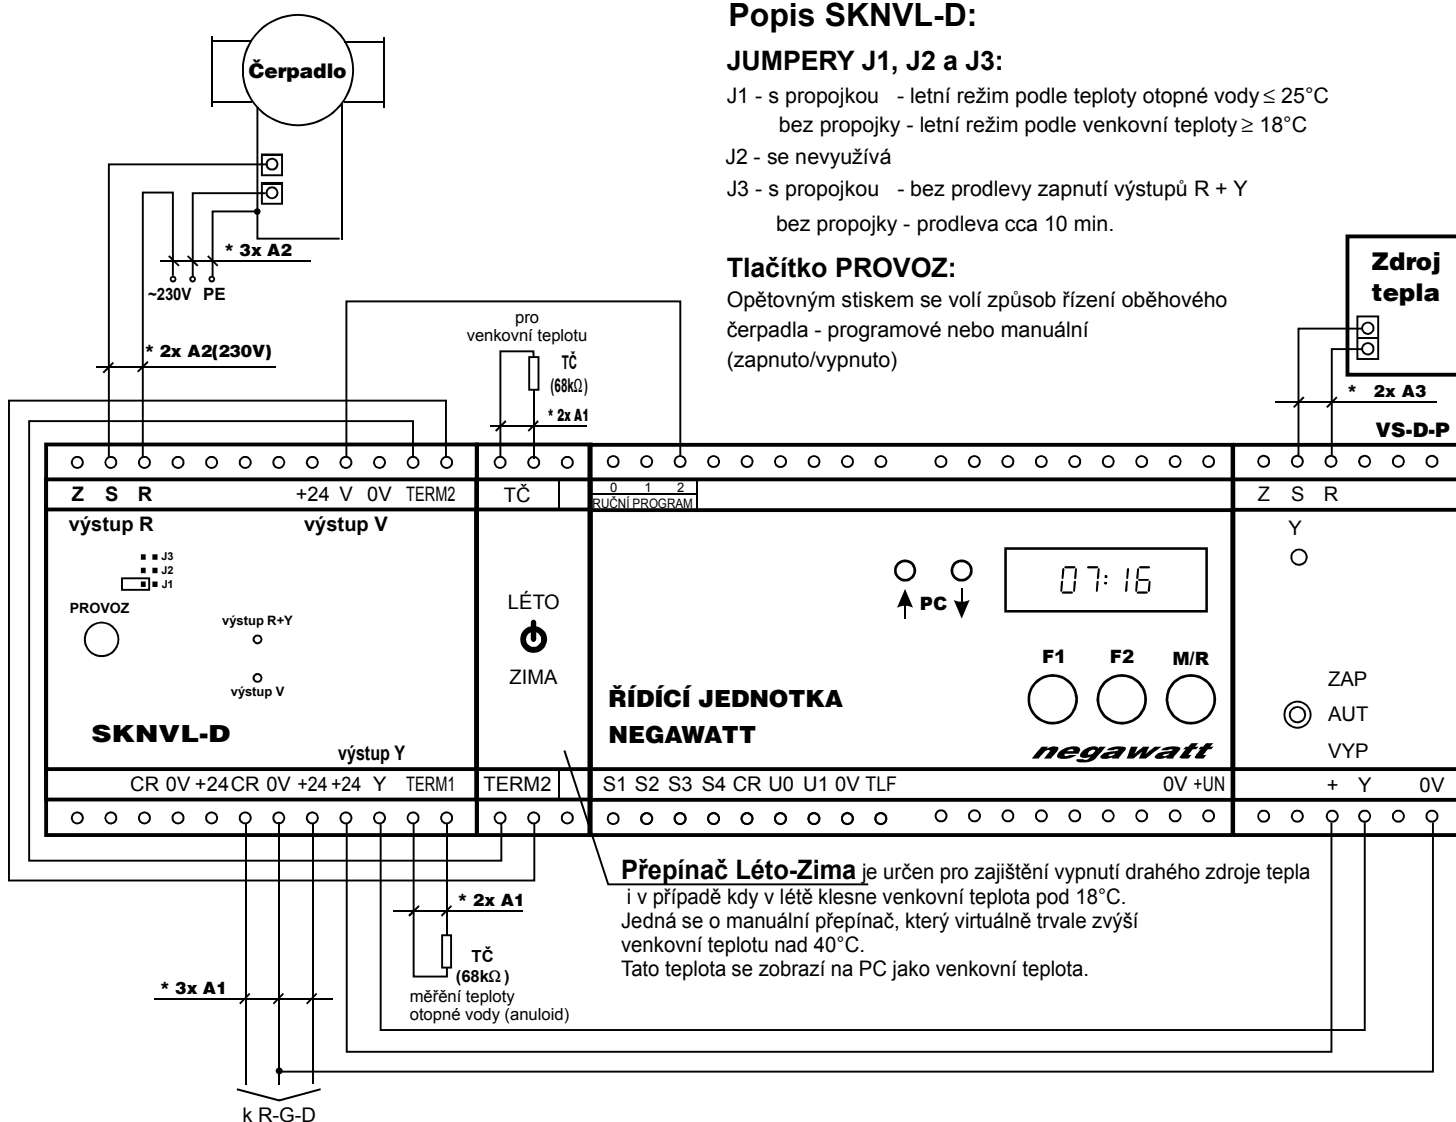 Popis SKNVL-D:
JUMPERY J1, J2 a J3:
J1 - s propojkou - letní režim podle teploty otopné vody ≤ 25°C
bez propojky - letní režim podle venkovní teploty ≥ 18°C
J2 - se nevyužívá
J3 - s propojkou - bez prodlevy zapnutí výstupů R + Y
bez propojky - prodleva cca 10 min.
Tlačítko PROVOZ:
Opětovným stiskem se volí způsob řízení oběhového
čerpadla - programové nebo manuální
(zapnuto/vypnuto)
Čerpadlo
* 3x A2
~230V PE
* 2x A2(230V)
pro
venkovní teplotu
TČ
(68kΩ)
* 2x A1
Zdroj
tepla
* 2x A3
VS-D-P
Z S R +24 V 0V TERM2
TČ
0 1 2
RUČNÍ PROGRAM
Z S R
výstup R výstup V
Y
J3
J2
J1
PROVOZ
výstup R+Y
výstup V
SKNVL-D
výstup Y
LÉTO
ZIMA
PC
07:16
F1 F2 M/R
ŘÍDÍCÍ JEDNOTKA
NEGAWATT
negawatt
ZAP
AUT
VYP
CR 0V +24 CR 0V +24 +24 Y TERM1
TERM2
S1 S2 S3 S4 CR U0 U1 0V TLF 0V +UN
+ Y 0V
Přepínač Léto-Zima je určen pro zajištění vypnutí drahého zdroje tepla
i v případě kdy v létě klesne venkovní teplota pod 18°C.
Jedná se o manuální přepínač, který virtuálně trvale zvýší
venkovní teplotu nad 40°C.
Tato teplota se zobrazí na PC jako venkovní teplota.
* 2x A1
TČ
(68kΩ)
měřění teploty
otopné vody (anuloid)
* 3x A1
k R-G-D